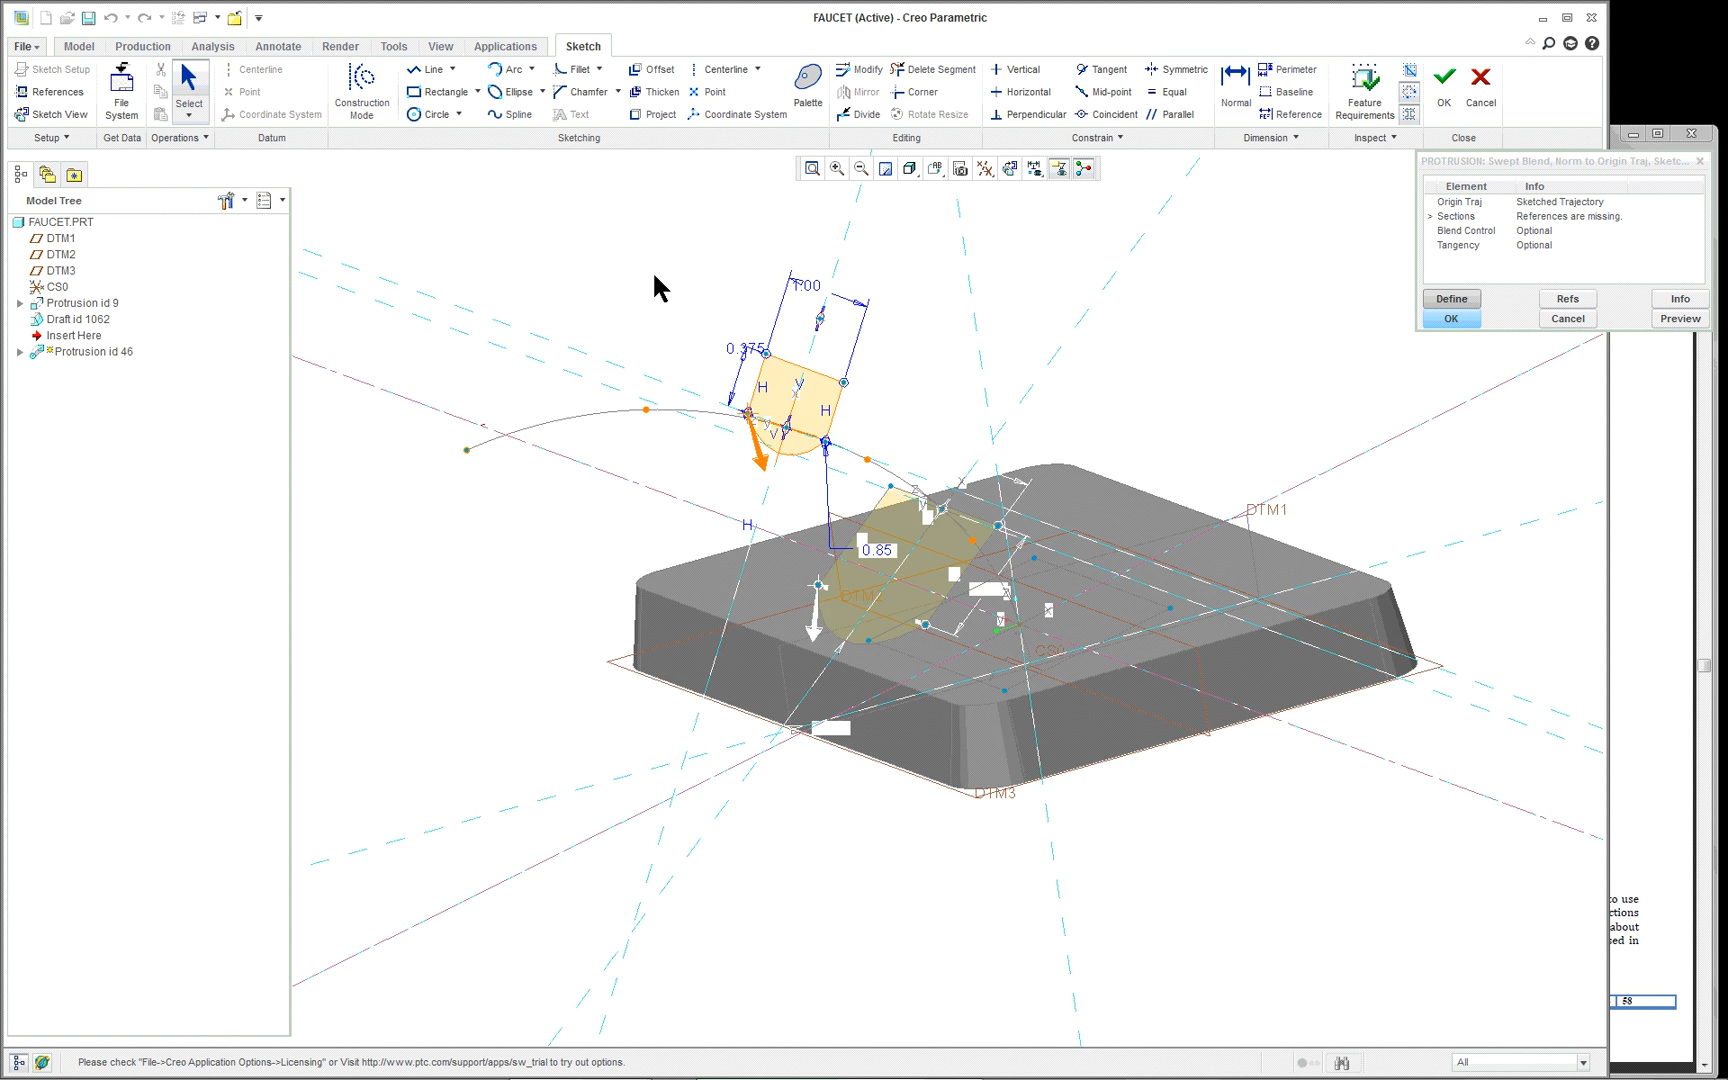 FAUCET (Active) - Creo Parametric
File Model Production Analysis Annotate Render Tools View Applications Sketch
Sketch Setup
References
Sketch View
File System
Select
Centerline
Point
Coordinate System
Construction Mode
Line Arc Fillet Offset Centerline
Rectangle Ellipse Chamfer Thicken Point
Circle Spline Text Project Coordinate System
Palette
Modify Delete Segment
Mirror Corner
Divide Rotate Resize
Vertical Tangent Symmetric
Horizontal Mid-point Equal
Perpendicular Coincident Parallel
Normal
Perimeter
Baseline
Reference
Feature Requirements
OK Cancel
Setup Get Data Operations Datum Sketching Editing Constrain Dimension Inspect Close
Model Tree
FAUCET.PRT
DTM1
DTM2
DTM3
CS0
Protrusion id 9
Draft id 1062
Insert Here
Protrusion id 46
PROTRUSION: Swept Blend, Norm to Origin Traj, Sketc...
Element Info
Origin Traj Sketched Trajectory
> Sections References are missing.
Blend Control Optional
Tangency Optional
Define Refs Info
OK Cancel Preview
1.00
0.375
H
V
X
H
y
V
H
0.85
Z
X
V
DTM1
Z
X
V
CS0
DTM3
to use
ctions
about
sed in
58
Please check "File->Creo Application Options->Licensing" or Visit http://www.ptc.com/support/apps/sw_trial to try out options.
All